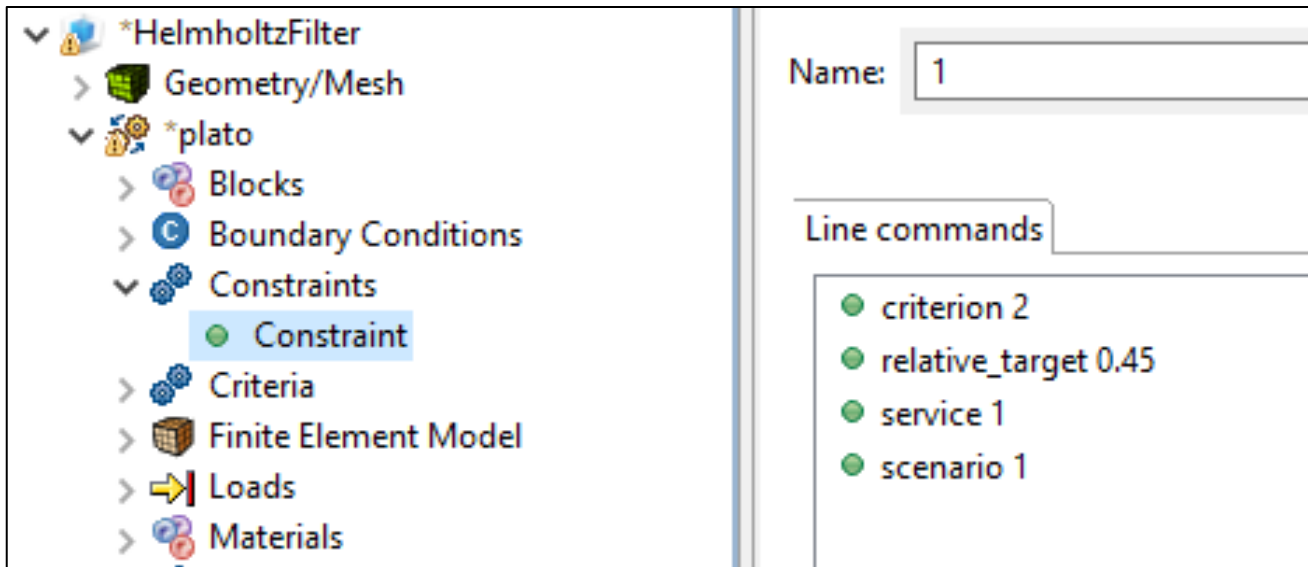 *HelmholtzFilter
Geometry/Mesh
*plato
Blocks
C Boundary Conditions
Constraints
Constraint
Criteria
Finite Element Model
Loads
Materials
Name: 1
Line commands
criterion 2
relative_target 0.45
service 1
scenario 1